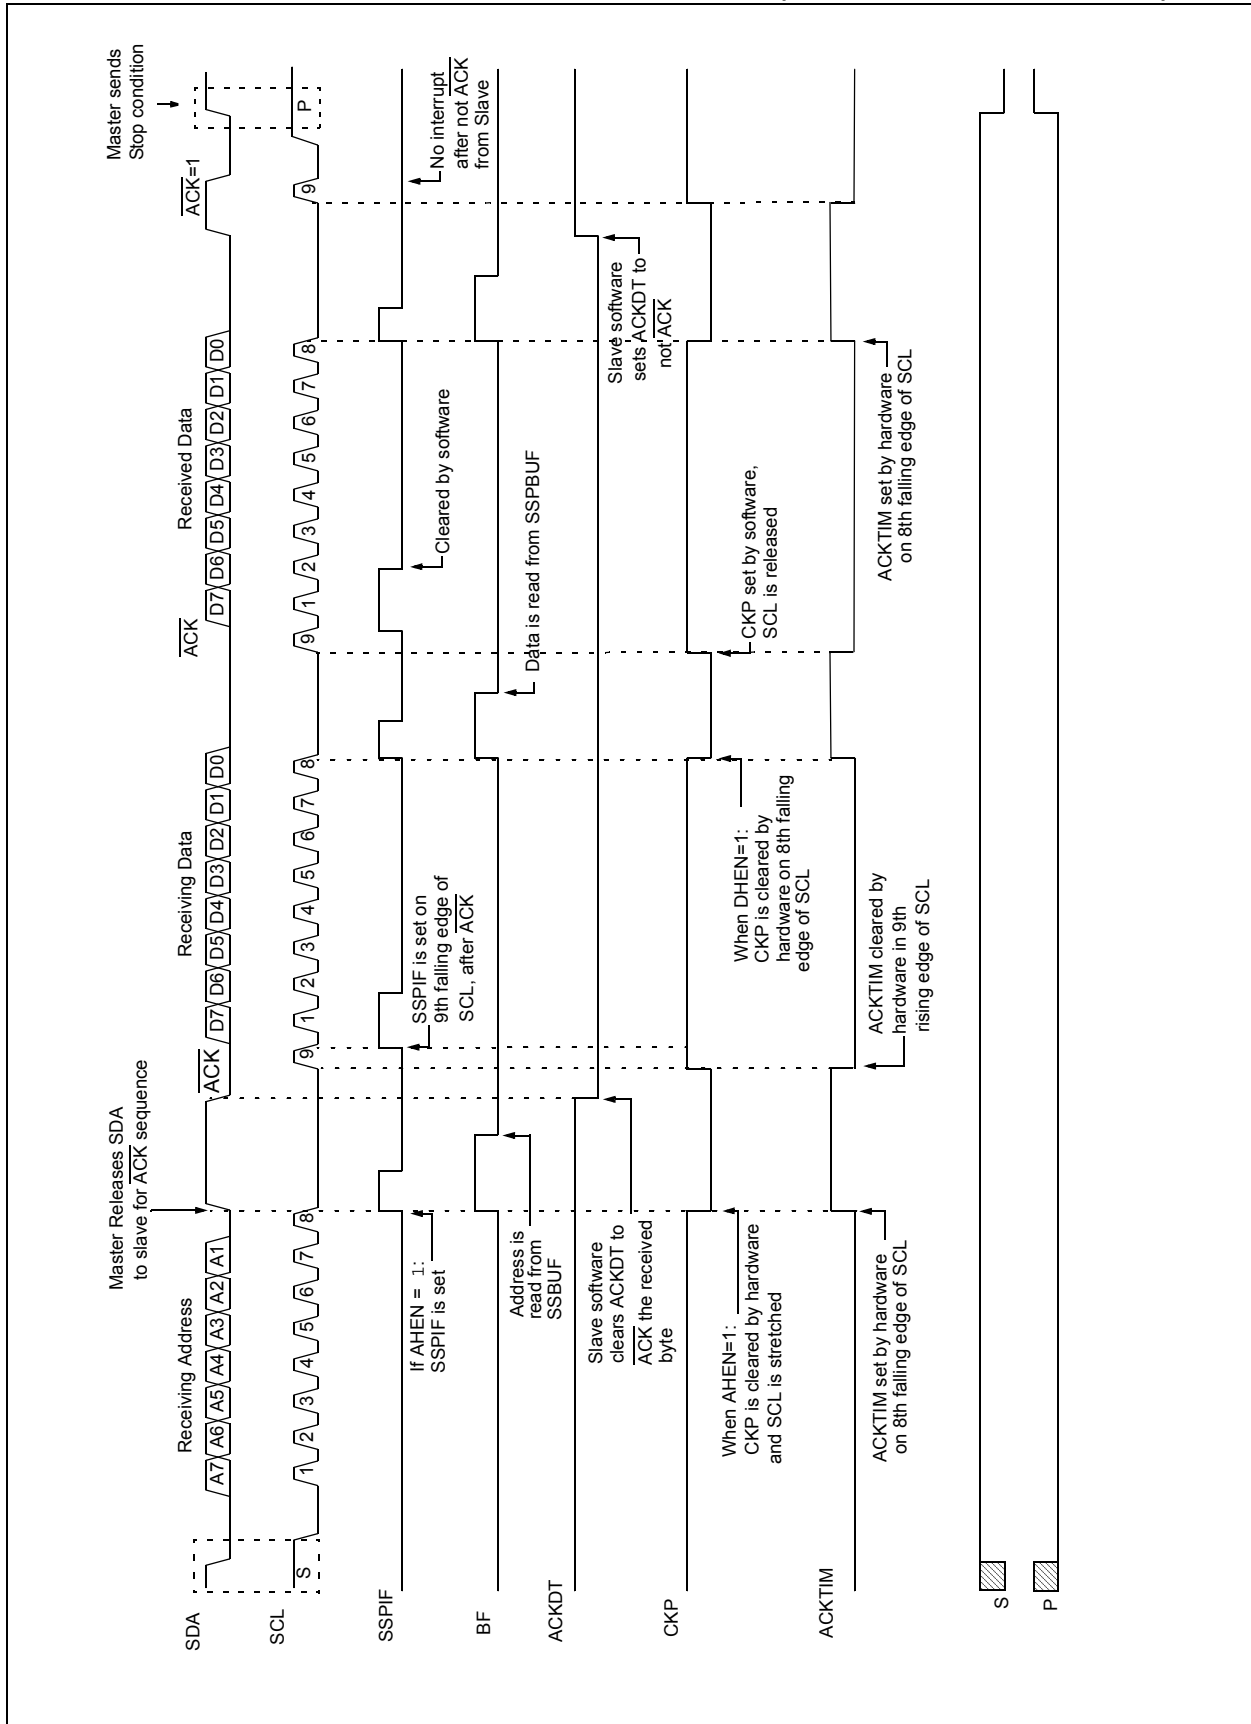 Master Releases SDA
to slave for ACK sequence
Master sends
Stop condition
Receiving Address
Receiving Data
Received Data
ACK
ACK
ACK=1
SDA
A7 A6 A5 A4 A3 A2 A1
D7 D6 D5 D4 D3 D2 D1 D0
D7 D6 D5 D4 D3 D2 D1 D0
SCL
S
1 2 3 4 5 6 7 8 9
1 2 3 4 5 6 7 8 9
1 2 3 4 5 6 7 8 9
P
SSPIF
If AHEN = 1:
SSPIF is set
SSPIF is set on
9th falling edge of
SCL, after ACK
Cleared by software
No interrupt
after not ACK
from Slave
BF
Address is
read from
SSBUF
Data is read from SSPBUF
ACKDT
Slave software
clears ACKDT to
ACK the received
byte
Slave software
sets ACKDT to
not ACK
CKP
When AHEN=1:
CKP is cleared by hardware
and SCL is stretched
When DHEN=1:
CKP is cleared by
hardware on 8th falling
edge of SCL
CKP set by software,
SCL is released
ACKTIM
ACKTIM set by hardware
on 8th falling edge of SCL
ACKTIM cleared by
hardware in 9th
rising edge of SCL
ACKTIM set by hardware
on 8th falling edge of SCL
S
P